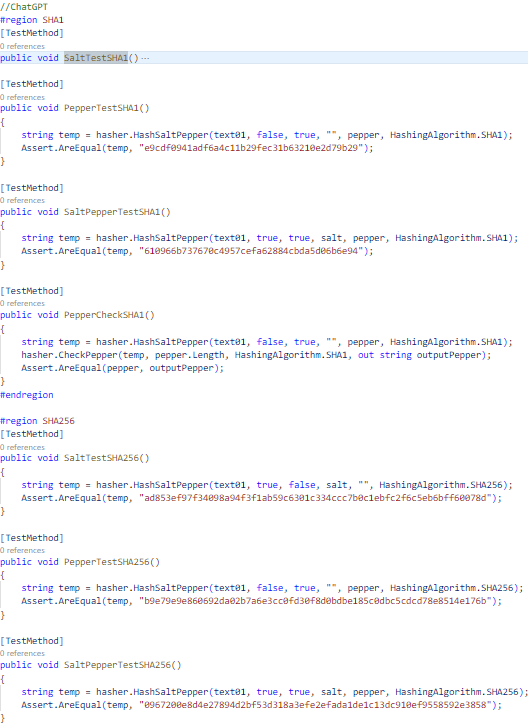 //ChatGPT
#region SHA1
[TestMethod]
0 references
public void SaltTestSHA1()...
[TestMethod]
0 references
public void PepperTestSHA1()
{
string temp = hasher.HashSaltPepper(text01, false, true, "", pepper, HashingAlgorithm.SHA1);
Assert.AreEqual(temp, "e9cdf0941adf6a4c11b29fec31b63210e2d79b29");
}
[TestMethod]
0 references
public void SaltPepperTestSHA1()
{
string temp = hasher.HashSaltPepper(text01, true, true, salt, pepper, HashingAlgorithm.SHA1);
Assert.AreEqual(temp, "610966b737670c4957cefa62884cbda5d06b6e94");
}
[TestMethod]
0 references
public void PepperCheckSHA1()
{
string temp = hasher.HashSaltPepper(text01, false, true, "", pepper, HashingAlgorithm.SHA1);
hasher.CheckPepper(temp, pepper.Length, HashingAlgorithm.SHA1, out string outputPepper);
Assert.AreEqual(pepper, outputPepper);
}
#endregion
#region SHA256
[TestMethod]
0 references
public void SaltTestSHA256()
{
string temp = hasher.HashSaltPepper(text01, true, false, salt, "", HashingAlgorithm.SHA256);
Assert.AreEqual(temp, "ad853ef97f34098a94f3f1ab59c6301c334ccc7b0c1ebfc2f6c5eb6bff60078d");
}
[TestMethod]
0 references
public void PepperTestSHA256()
{
string temp = hasher.HashSaltPepper(text01, false, true, "", pepper, HashingAlgorithm.SHA256);
Assert.AreEqual(temp, "b9e79e9e860692da02b7a6e3cc0fd30f8d0bdbe185c0dbc5cdcd78e8514e176b");
}
[TestMethod]
0 references
public void SaltPepperTestSHA256()
{
string temp = hasher.HashSaltPepper(text01, true, true, salt, pepper, HashingAlgorithm.SHA256);
Assert.AreEqual(temp, "0967200e8d4e27894d2bf53d318a3efe2efada1de1c13dc910ef9558592e3858");
}